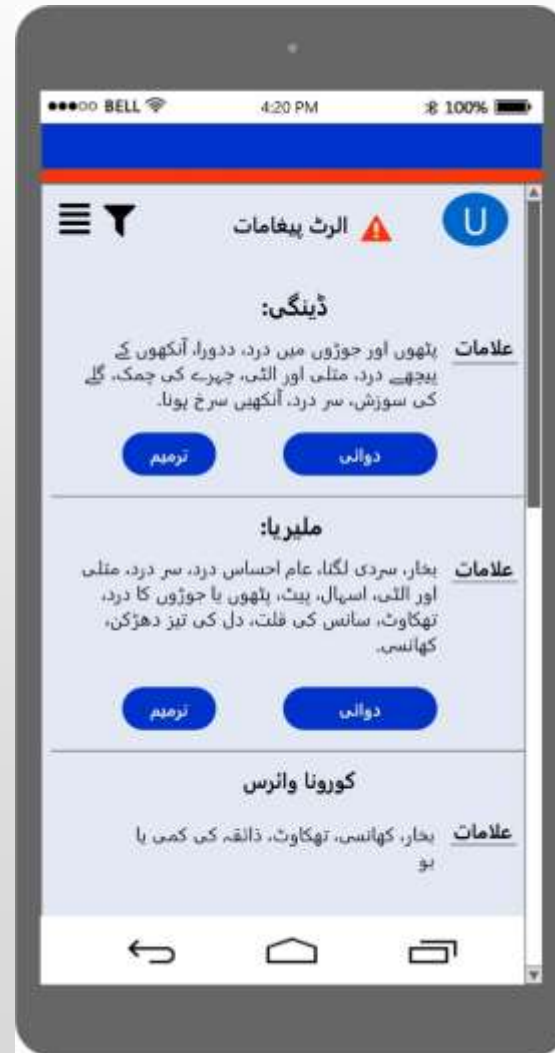 BELL 4:20 PM 100%
U
الرٹ پیغامات
ڈینگی:
علامات
پٹھوں اور جوڑوں میں درد، ددورا، آنکھوں کے
پیچھے درد، متلی اور الٹی، چہرے کی چمک، گلے
کی سوزش، سر درد، آنکھیں سرخ ہونا۔
دوائی
ترمیم
ملیریا:
علامات
بخار، سردی لگنا، عام احساس درد، سر درد، متلی
اور الٹی، اسہال، پیٹ، پٹھوں یا جوڑوں کا درد،
تھکاوٹ، سانس کی قلت، دل کی تیز دھڑکن،
کھانسی۔
دوائی
ترمیم
کورونا وائرس
علامات
بخار، کھانسی، تھکاوٹ، ذائقہ کی کمی یا
بو